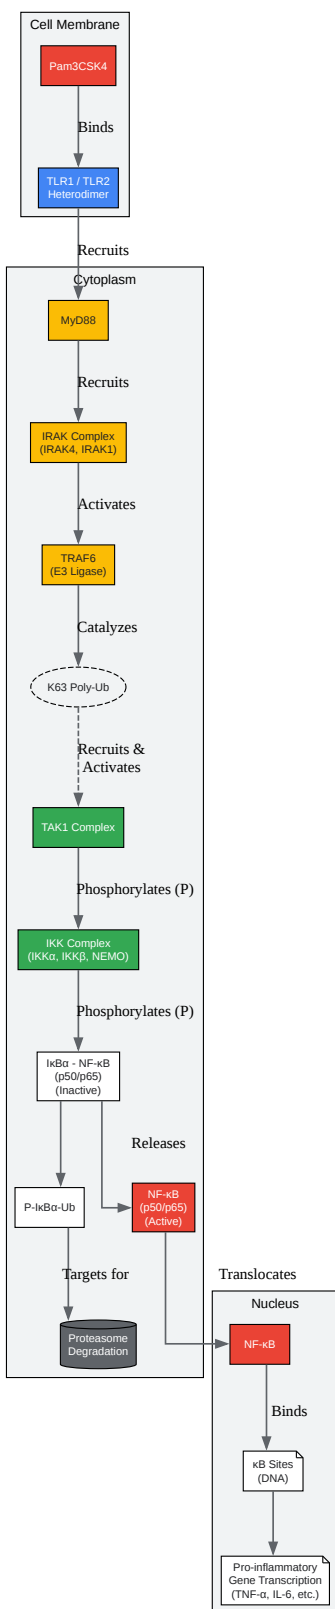 Cell Membrane
Pam3CSK4
Binds
TLR1 / TLR2
Heterodimer
Recruits
Cytoplasm
MyD88
Recruits
IRAK Complex
(IRAK4, IRAK1)
Activates
TRAF6
(E3 Ligase)
Catalyzes
K63 Poly-Ub
Recruits &
Activates
TAK1 Complex
Phosphorylates (P)
IKK Complex
(IKKα, IKKβ, NEMO)
Phosphorylates (P)
IκBα - NF-κB
(p50/p65)
(Inactive)
Releases
P-IκBα-Ub
NF-κB
(p50/p65)
(Active)
Targets for
Translocates
Proteasome
Degradation
Nucleus
NF-κB
Binds
κB Sites
(DNA)
Pro-inflammatory
Gene Transcription
(TNF-α, IL-6, etc.)